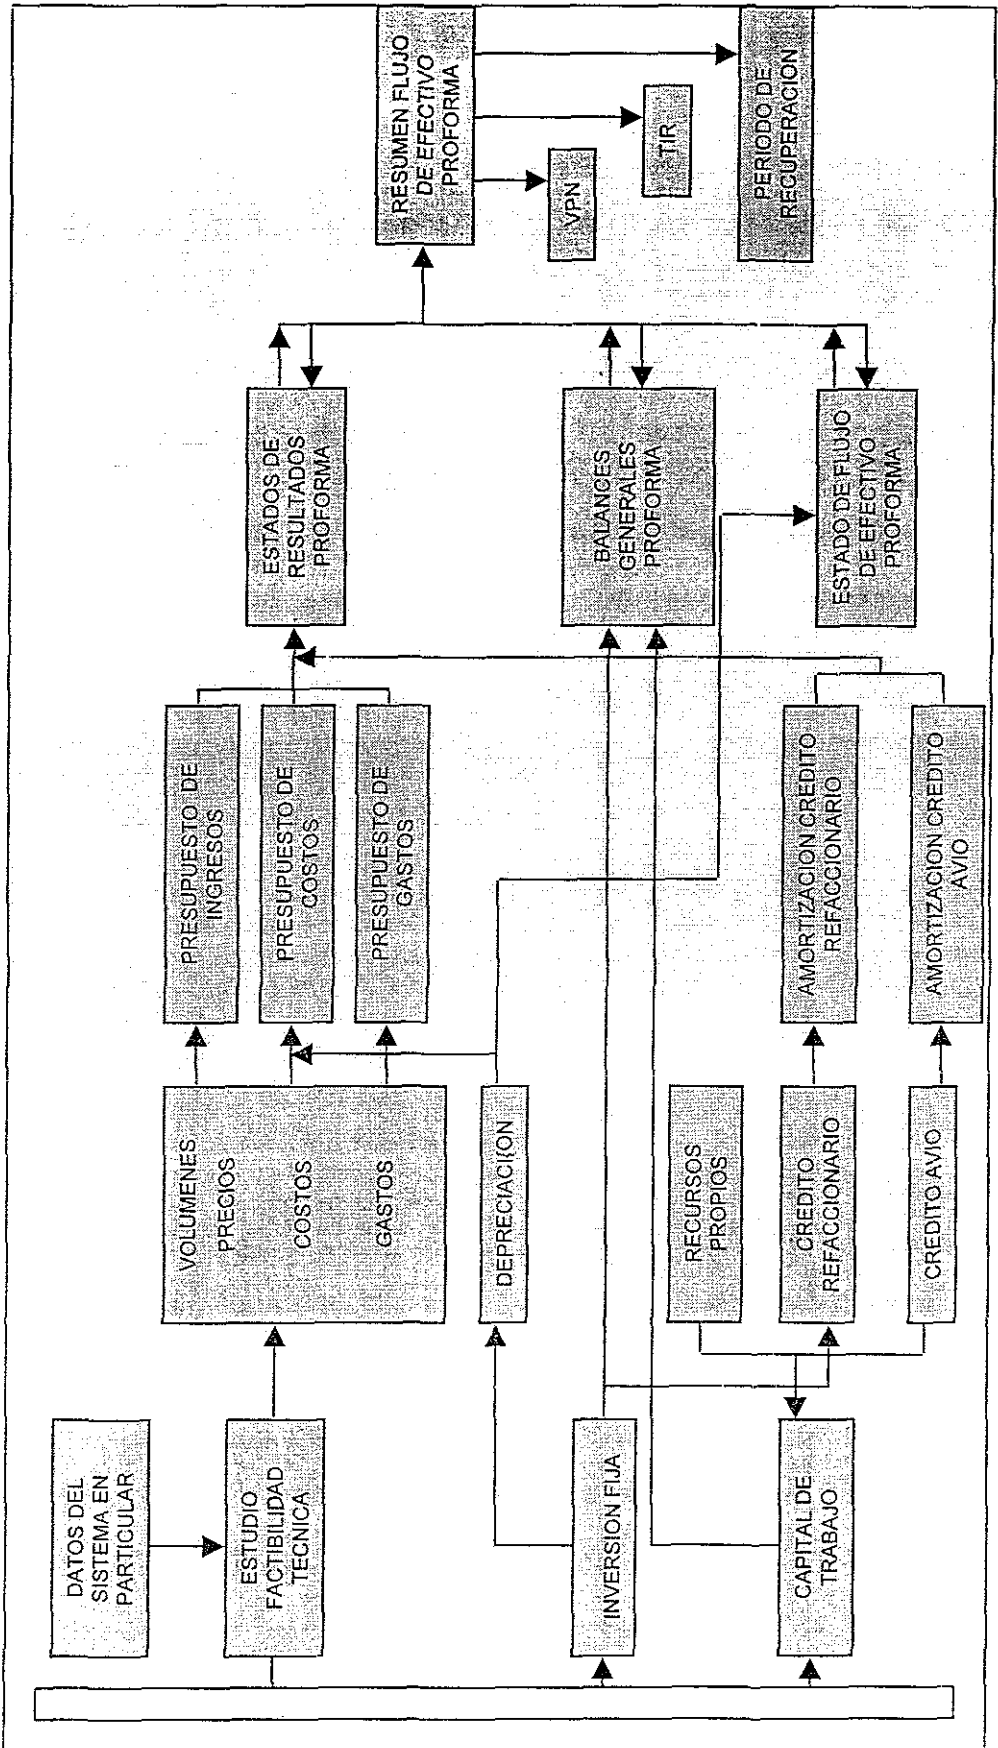 DATOS DEL
SISTEMA EN
PARTICULAR
ESTUDIO
FACTIBILIDAD
TECNICA
INVERSION FIJA
CAPITAL DE
TRABAJO
VOLUMENES
PRECIOS
COSTOS
GASTOS
DEPRECIACION
RECURSOS
PROPIOS
CREDITO
REFACCIONARIO
CREDITO AVIO
PRESUPUESTO DE
INGRESOS
PRESUPUESTO DE
COSTOS
PRESUPUESTO DE
GASTOS
AMORTIZACION CREDITO
REFACCIONARIO
AMORTIZACION CREDITO
AVIO
ESTADOS DE
RESULTADOS
PROFORMA
BALANCES
GENERALES
PROFORMA
ESTADO DE FLUJO
DE EFECTIVO
PROFORMA
RESUMEN FLUJO
DE EFECTIVO
PROFORMA
VPN
TIR
PERIODO DE
RECUPERACION